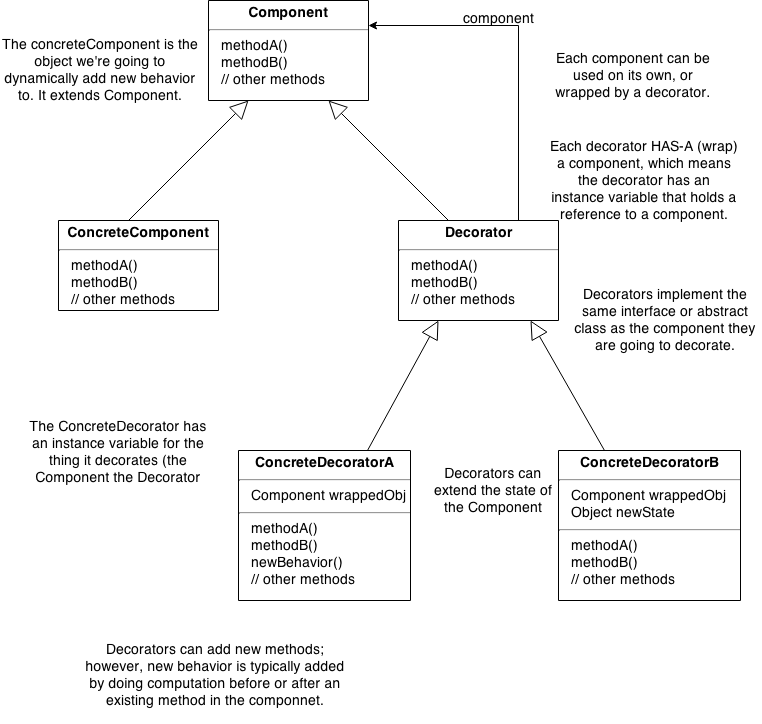 Component
component
methodA()
methodB()
// other methods
The concreteComponent is the
object we're going to
dynamically add new behavior
to. It extends Component.
Each component can be
used on its own, or
wrapped by a decorator.
Each decorator HAS-A (wrap)
a component, which means
the decorator has an
instance variable that holds a
reference to a component.
ConcreteComponent
methodA()
methodB()
// other methods
Decorator
methodA()
methodB()
// other methods
Decorators implement the
same interface or abstract
class as the component they
are going to decorate.
The ConcreteDecorator has
an instance variable for the
thing it decorates (the
Component the Decorator
ConcreteDecoratorA
Component wrappedObj
methodA()
methodB()
newBehavior()
// other methods
Decorators can
extend the state of
the Component
ConcreteDecoratorB
Component wrappedObj
Object newState
methodA()
methodB()
// other methods
Decorators can add new methods;
however, new behavior is typically added
by doing computation before or after an
existing method in the componnet.